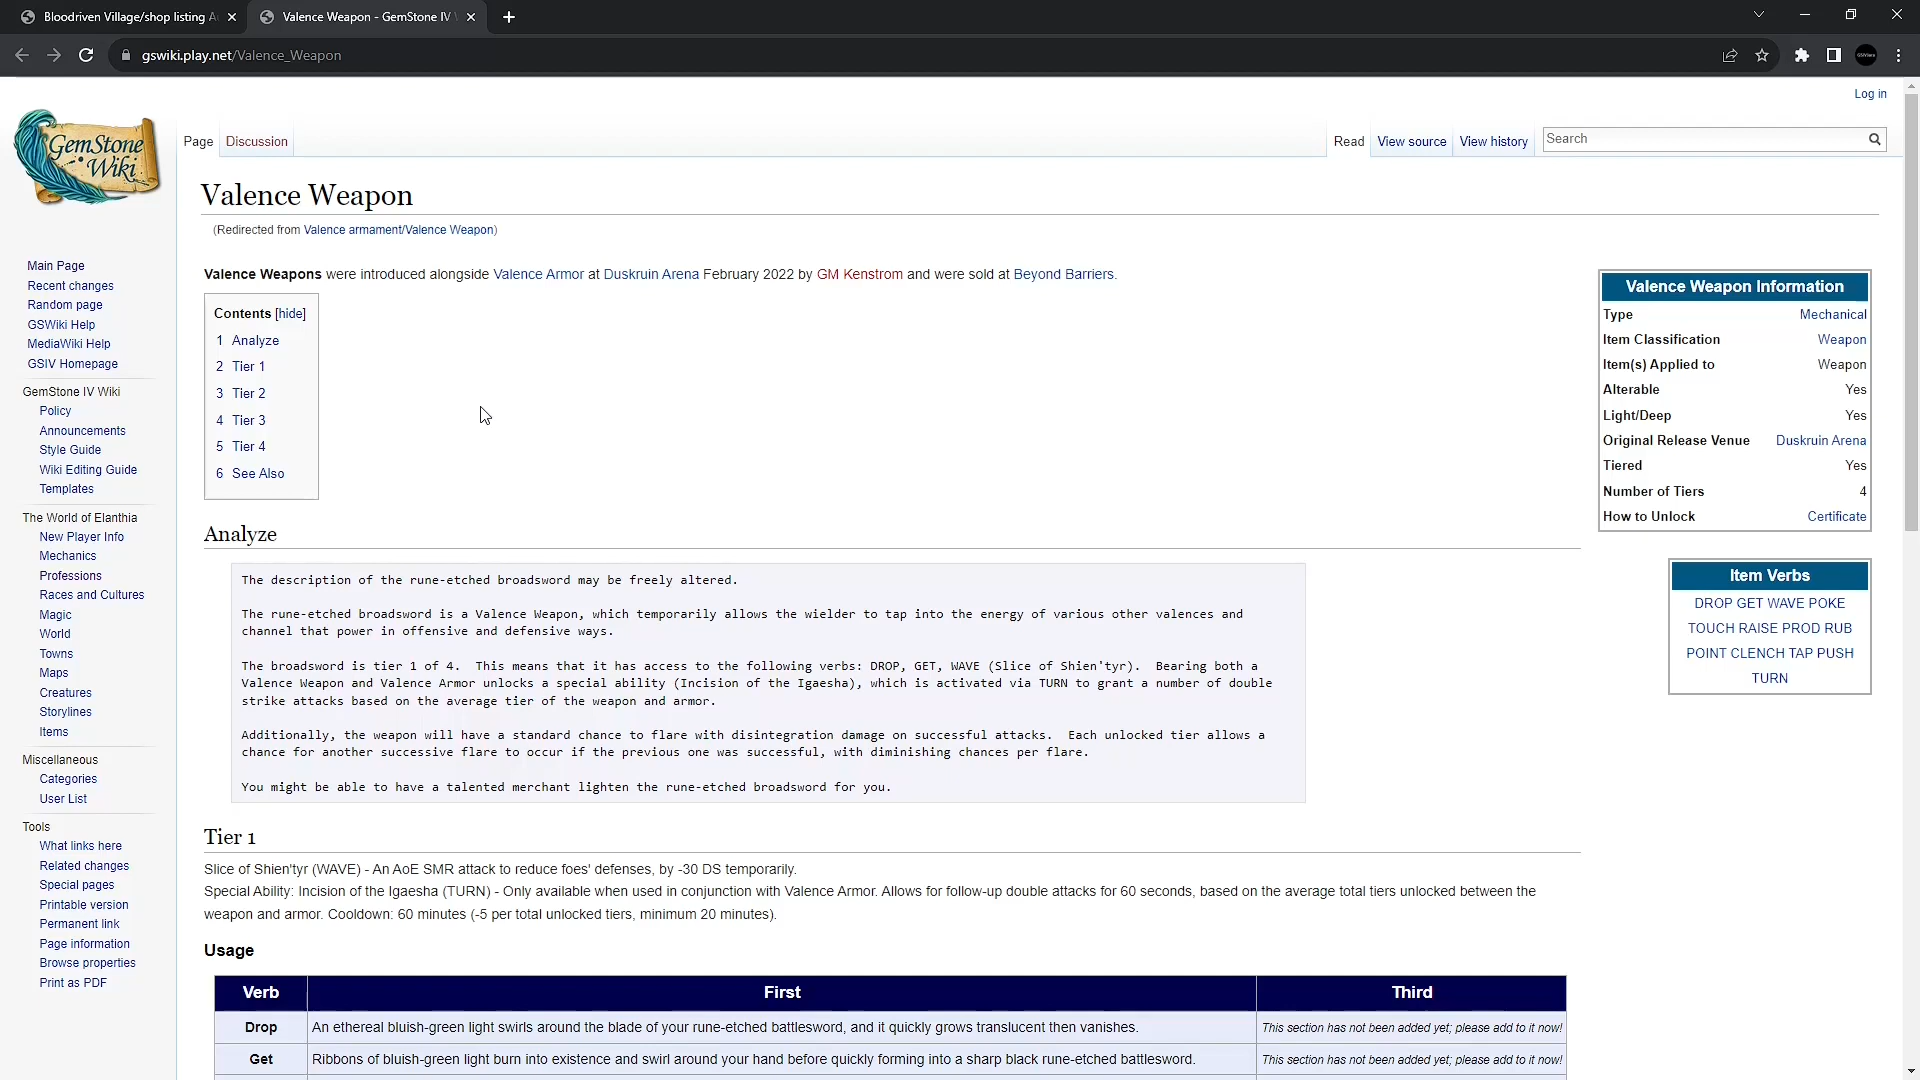 Bloodriven Village/shop listing
Valence Weapon - GemStone IV
gswiki.play.net/Valence_Weapon
Log in
GemStone
Wiki
Page
Discussion
Read
View source
View history
Search
Valence Weapon
(Redirected from Valence armament/Valence Weapon)
Main Page
Recent changes
Random page
GSWiki Help
MediaWiki Help
GSIV Homepage
GemStone IV Wiki
Policy
Announcements
Style Guide
Wiki Editing Guide
Templates
The World of Elanthia
New Player Info
Mechanics
Professions
Races and Cultures
Magic
World
Towns
Maps
Creatures
Storylines
Items
Miscellaneous
Categories
User List
Tools
What links here
Related changes
Special pages
Printable version
Permanent link
Page information
Browse properties
Print as PDF
Valence Weapons were introduced alongside Valence Armor at Duskruin Arena February 2022 by GM Kenstrom and were sold at Beyond Barriers.
Contents [hide]
1 Analyze
2 Tier 1
3 Tier 2
4 Tier 3
5 Tier 4
6 See Also
Valence Weapon Information
Type Mechanical
Item Classification Weapon
Item(s) Applied to Weapon
Alterable Yes
Light/Deep Yes
Original Release Venue Duskruin Arena
Tiered Yes
Number of Tiers 4
How to Unlock Certificate
Item Verbs
DROP GET WAVE POKE
TOUCH RAISE PROD RUB
POINT CLENCH TAP PUSH
TURN
Analyze
The description of the rune-etched broadsword may be freely altered.
The rune-etched broadsword is a Valence Weapon, which temporarily allows the wielder to tap into the energy of various other valences and
channel that power in offensive and defensive ways.
The broadsword is tier 1 of 4. This means that it has access to the following verbs: DROP, GET, WAVE (Slice of Shien'tyr). Bearing both a
Valence Weapon and Valence Armor unlocks a special ability (Incision of the Igaesha), which is activated via TURN to grant a number of double
strike attacks based on the average tier of the weapon and armor.
Additionally, the weapon will have a standard chance to flare with disintegration damage on successful attacks. Each unlocked tier allows a
chance for another successive flare to occur if the previous one was successful, with diminishing chances per flare.
You might be able to have a talented merchant lighten the rune-etched broadsword for you.
Tier 1
Slice of Shien'tyr (WAVE) - An AoE SMR attack to reduce foes' defenses, by -30 DS temporarily.
Special Ability: Incision of the Igaesha (TURN) - Only available when used in conjunction with Valence Armor. Allows for follow-up double attacks for 60 seconds, based on the average total tiers unlocked between the
weapon and armor. Cooldown: 60 minutes (-5 per total unlocked tiers, minimum 20 minutes).
Usage
Verb First Third
Drop An ethereal bluish-green light swirls around the blade of your rune-etched battlesword, and it quickly grows translucent then vanishes. This section has not been added yet; please add to it now!
Get Ribbons of bluish-green light burn into existence and swirl around your hand before quickly forming into a sharp black rune-etched battlesword. This section has not been added yet; please add to it now!